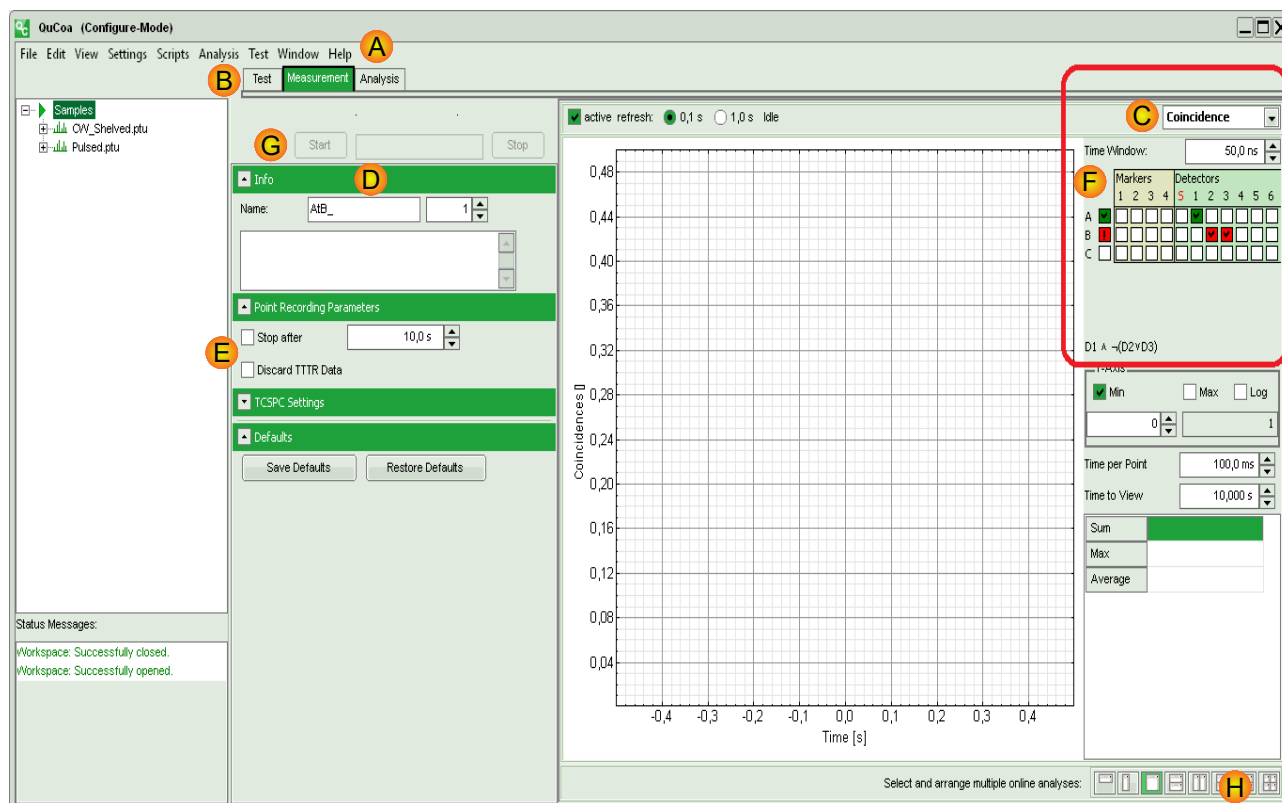 QuCoa (Configure-Mode)
File Edit View Settings Scripts Analysis Test Window Help
A
B
Test Measurement Analysis
Samples
CW_Shelved.ptu
Pulsed.ptu
G
Start
Stop
Info
D
Name:
AtB_
1
Point Recording Parameters
E
Stop after
10,0 s
Discard TTTR Data
TCSPC Settings
Defaults
Save Defaults
Restore Defaults
Status Messages:
Workspace: Successfully closed.
Workspace: Successfully opened.
active refresh: 0,1 s 1,0 s Idle
0,48
0,44
0,40
0,36
0,32
0,28
0,24
0,20
0,16
0,12
0,08
0,04
Coincidences []
-0,4 -0,3 -0,2 -0,1 0,0 0,1 0,2 0,3 0,4
Time [s]
C
Coincidence
Time Window:
50,0 ns
F
Markers Detectors
1 2 3 4 S 1 2 3 4 5 6
A
B
C
D1 ∧ ¬(D2∨D3)
Y-Axis
Min Max Log
0 1
Time per Point
100,0 ms
Time to View
10,000 s
Sum
Max
Average
Select and arrange multiple online analyses:
H